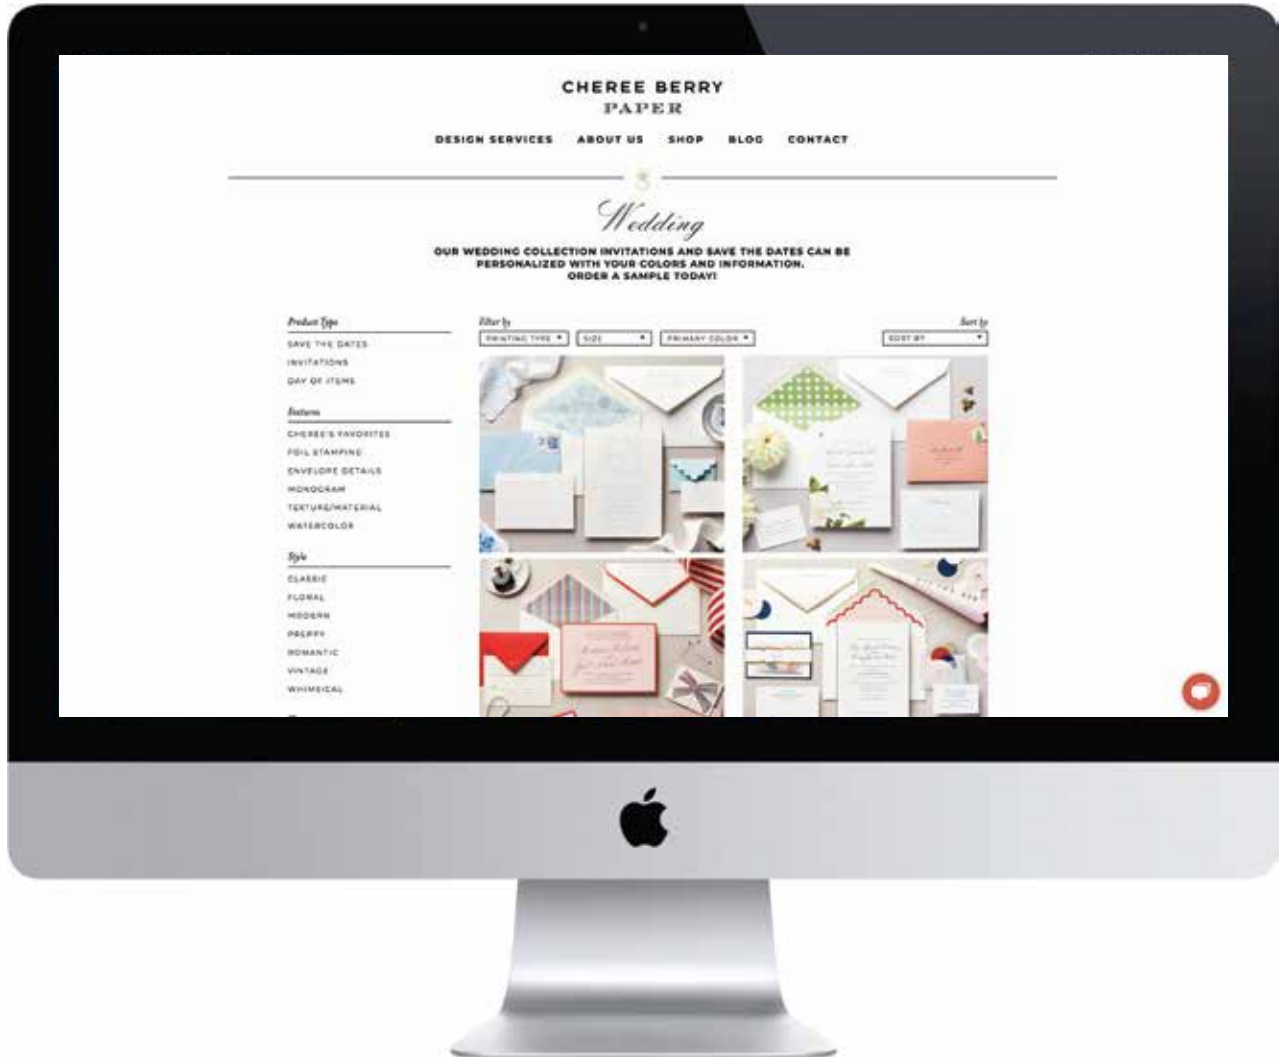 CHEREE BERRY
PAPER
DESIGN SERVICES ABOUT US SHOP BLOG CONTACT
Wedding
OUR WEDDING COLLECTION INVITATIONS AND SAVE THE DATES CAN BE
PERSONALIZED WITH YOUR COLORS AND INFORMATION.
ORDER A SAMPLE TODAY!
Product Type
SAVE THE DATES
INVITATIONS
DAY OF ITEMS
Features
CHEREE'S FAVORITES
FOIL STAMPING
ENVELOPE DETAILS
MONOGRAM
TEXTURE/MATERIAL
WATERCOLOR
Style
CLASSIC
FLORAL
MODERN
PREPPY
ROMANTIC
VINTAGE
WHIMSICAL
Filter by
PRINTING TYPE SIZE PRIMARY COLOR
Sort by
SORT BY